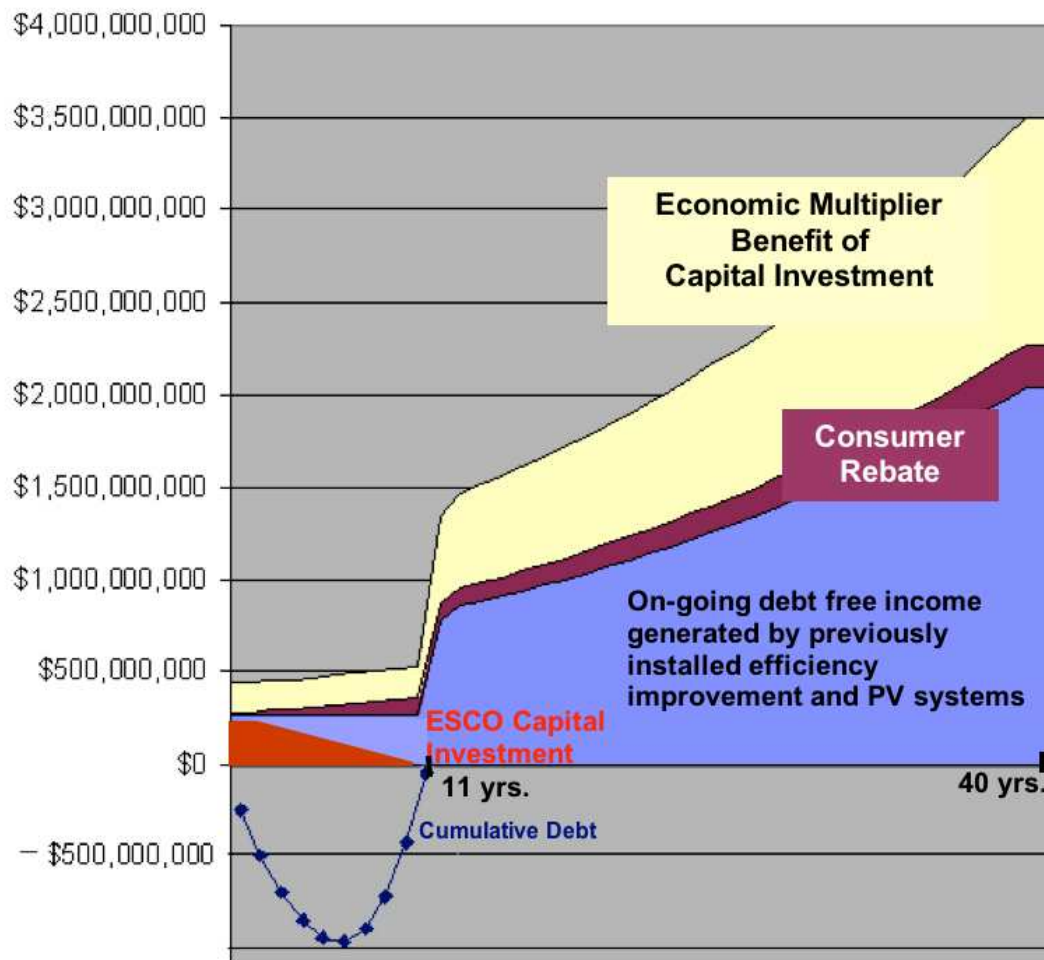 $4,000,000,000
$3,500,000,000
$3,000,000,000
$2,500,000,000
$2,000,000,000
$1,500,000,000
$1,000,000,000
$500,000,000
$0
– $500,000,000
Economic Multiplier
Benefit of
Capital Investment
Consumer
Rebate
On-going debt free income
generated by previously
installed efficiency
improvement and PV systems
ESCO Capital
Investment
11 yrs.
40 yrs.
Cumulative Debt